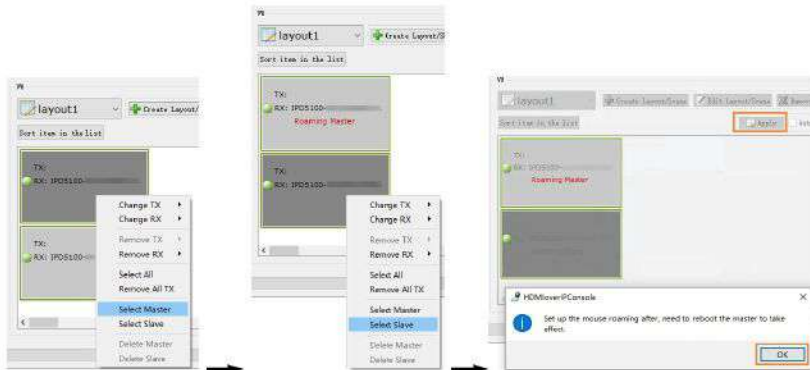 layout1
Create Layout/
Sort item in the list
TX:
RX: IPD5100-
TX:
RX: IPD5100-
Change TX
Change RX
Remove TX
Remove RX
Select All
Remove All TX
Select Master
Select Slave
Delete Master
Delete Slave
layout1
Create Layout/S
Sort item in the list
TX:
RX: IPD5100-
Roaming Master
TX:
RX: IPD5100-
Change TX
Change RX
Remove TX
Remove RX
Select All
Remove All TX
Select Master
Select Slave
Delete Master
Delete Slave
layout1
Create Layout/Scene
Edit Layout/Scene
Sort item in the list
Apply
TX:
RX: IPD5100-
Roaming Master
HDMIoverIPConsole
Set up the mouse roaming after, need to reboot the master to take
effect.
OK